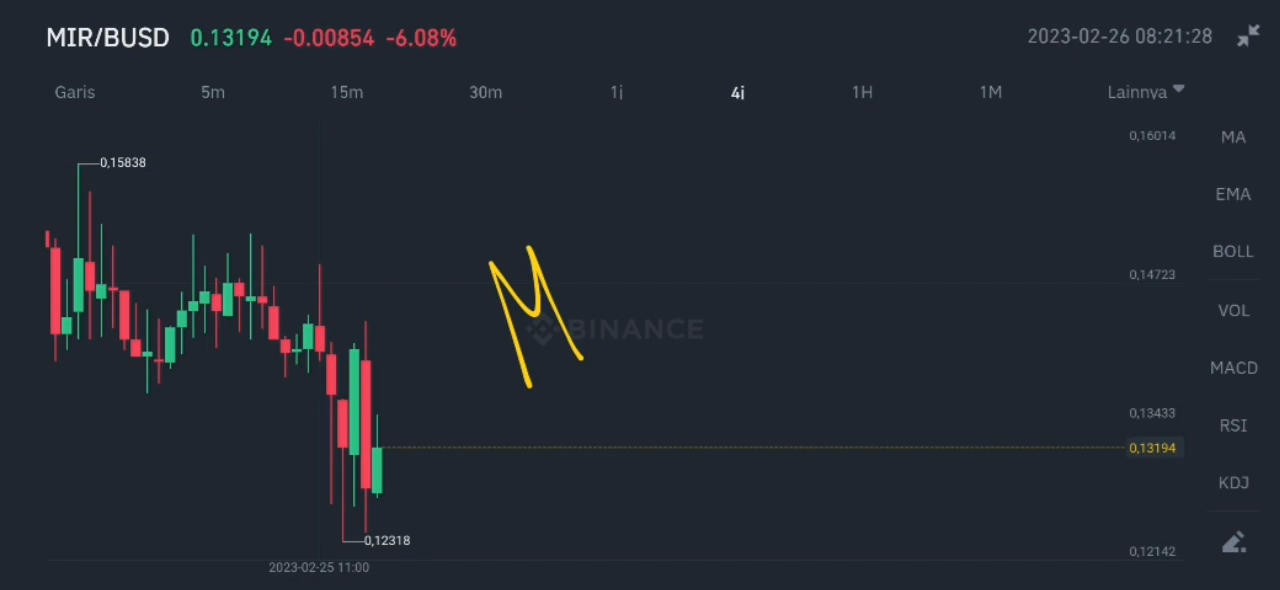 MIR/BUSD 0.13194 -0.00854 -6.08% 2023-02-26 08:21:28
Garis 5m 15m 30m 1j 4j 1H 1M Lainnya
0,16014 MA
0,15838
EMA
BOLL
0,14723
VOL
M
BINANCE
MACD
0,13433
RSI
0,13194
KDJ
0,12318
0,12142
2023-02-25 11:00